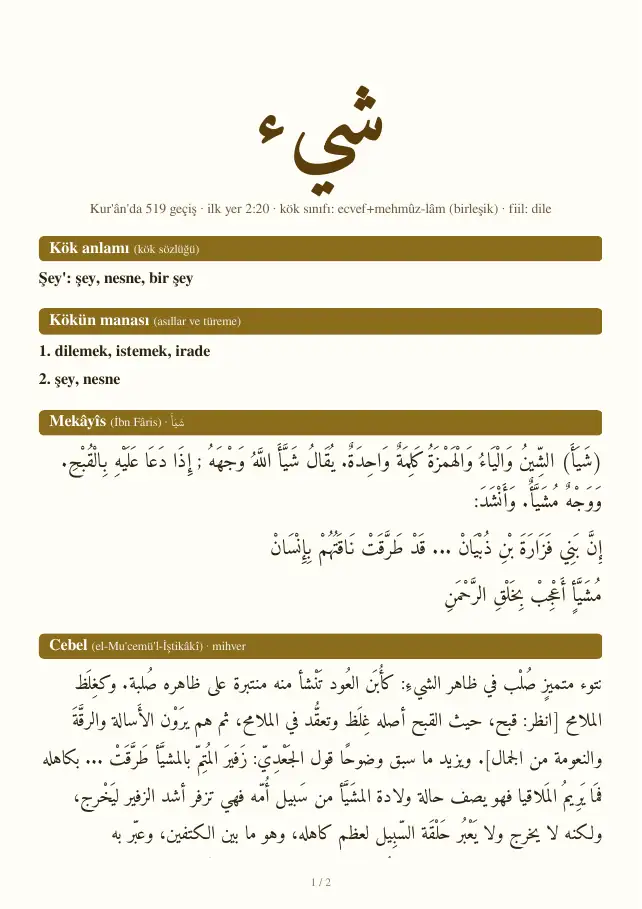 شيء
Kur'ân'da 519 geçiş · ilk yer 2:20 · kök sınıfı: ecvef+mehmûz-lâm (birleşik) · fiil: dile
Kök anlamı (kök sözlüğü)
Şey': şey, nesne, bir şey
Kökün manası (asıllar ve türeme)
1. dilemek, istemek, irade
2. şey, nesne
Mekâyîs (İbn Fâris) · شَيَأَ
(شَيَأَ) الشِّينُ وَالْيَاءُ وَالْهَمْزَةُ كَلِمَةٌ وَاحِدَةٌ. يُقَالُ شَيَّأَ اللَّهُ وَجْهَهُ ; إِذَا دَعَا عَلَيْهِ بِالْقُبْحِ.
وَوَجْهٌ مُشَيَّأٌ. وَأَنْشَدَ:
إِنَّ بَنِي فَزَارَةَ بْنِ ذُبْيَانْ ... قَدْ طَرَّقَتْ نَاقَتُهُمْ بِإِنْسَانْ
مُشَيَّأٍ أَعْجِبْ بِخَلْقِ الرَّحْمَنِ
Cebel (el-Mu'cemü'l-İştikâkî) · mihver
نتوء متميزٍ صُلْب في ظاهر الشيءِ: كأُبَن العُود تَنْشأ منه منتبرة على ظاهره صُلبة. وكغِلَظ
الملامح [انظر: قبح، حيث القبح أصله غِلَظ وتعقُّد في الملامح، ثم هم يرَوْن الأَسالة والرقَّةَ
والنعومة من الجمال]. ويزيد ما سبق وضوحًا قول الجَعْديّ: زَفيرَ المُتِمّ بالمشيَّأ طَرَّقَتْ ... بكاهله
فمَا يَرِيمُ المَلاقيا فهو يصف حالة ولادة المشَيَّأ من سَبيل أُمّه فهي تزفر أشد الزفير ليَخْرج،
ولكنه لا يخرج ولا يَعْبُر حَلْقَة السّبِيل لعظم كاهله، وهو ما بين الكتفين، وعبّر به
1 / 2